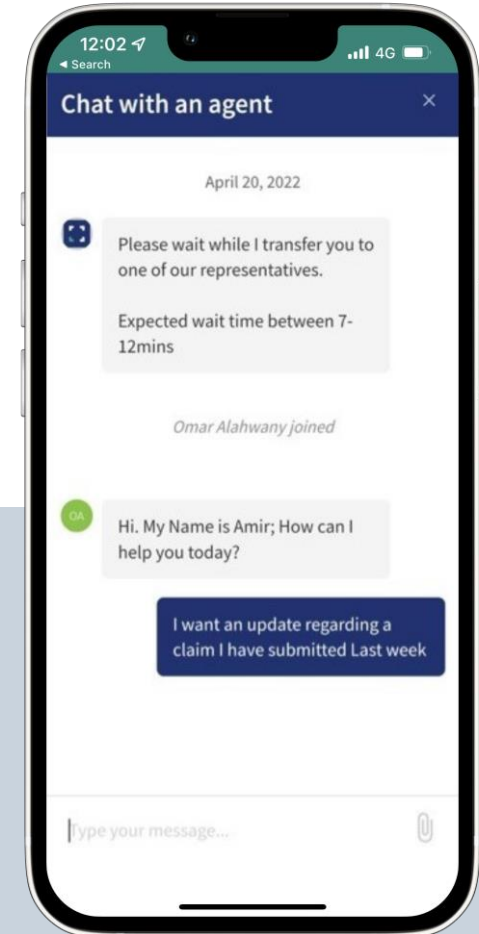 12:02
4G
◄ Search
Chat with an agent
×
April 20, 2022
Please wait while I transfer you to
one of our representatives.
Expected wait time between 7-
12mins
Omar Alahwany joined
OA
Hi. My Name is Amir; How can I
help you today?
I want an update regarding a
claim I have submitted Last week
Type your message...